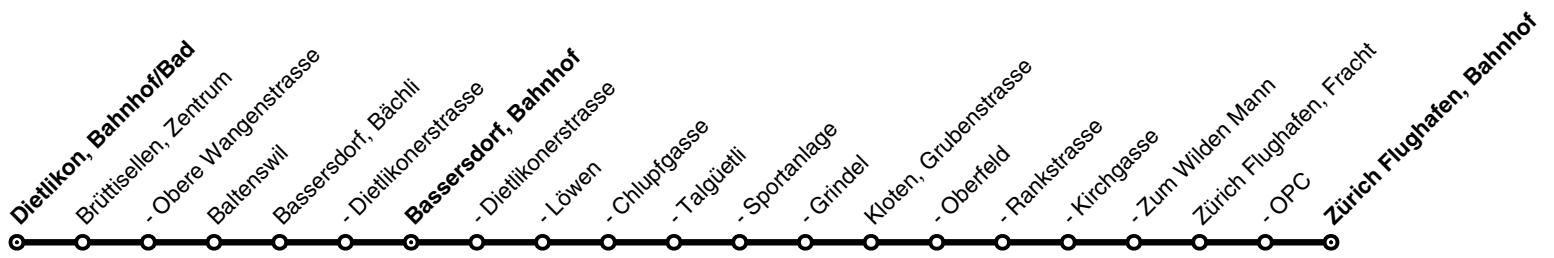 Dietlikon, Bahnhof/Bad
Brüttisellen, Zentrum
- Obere Wangenstrasse
Baltenswil
Bassersdorf, Bächli
- Dietlikonerstrasse
Bassersdorf, Bahnhof
- Dietlikonerstrasse
- Löwen
- Chlupfgasse
- Talgüetli
- Sportanlage
- Grindel
Kloten, Grubenstrasse
- Oberfeld
- Rankstrasse
- Kirchgasse
- Zum Wilden Mann
Zürich Flughafen, Fracht
- OPC
Zürich Flughafen, Bahnhof